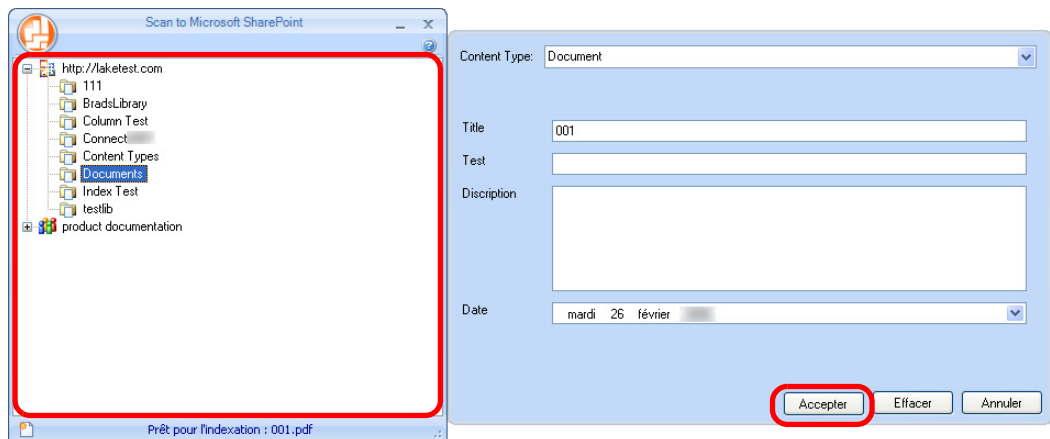 Scan to Microsoft SharePoint
http://laketest.com
111
BradsLibrary
Column Test
Connect
Content Types
Documents
Index Test
testlib
product documentation
Prêt pour l'indexation : 001.pdf
Content Type: Document
Title 001
Test
Discription
Date mardi 26 février
Accepter Effacer Annuler